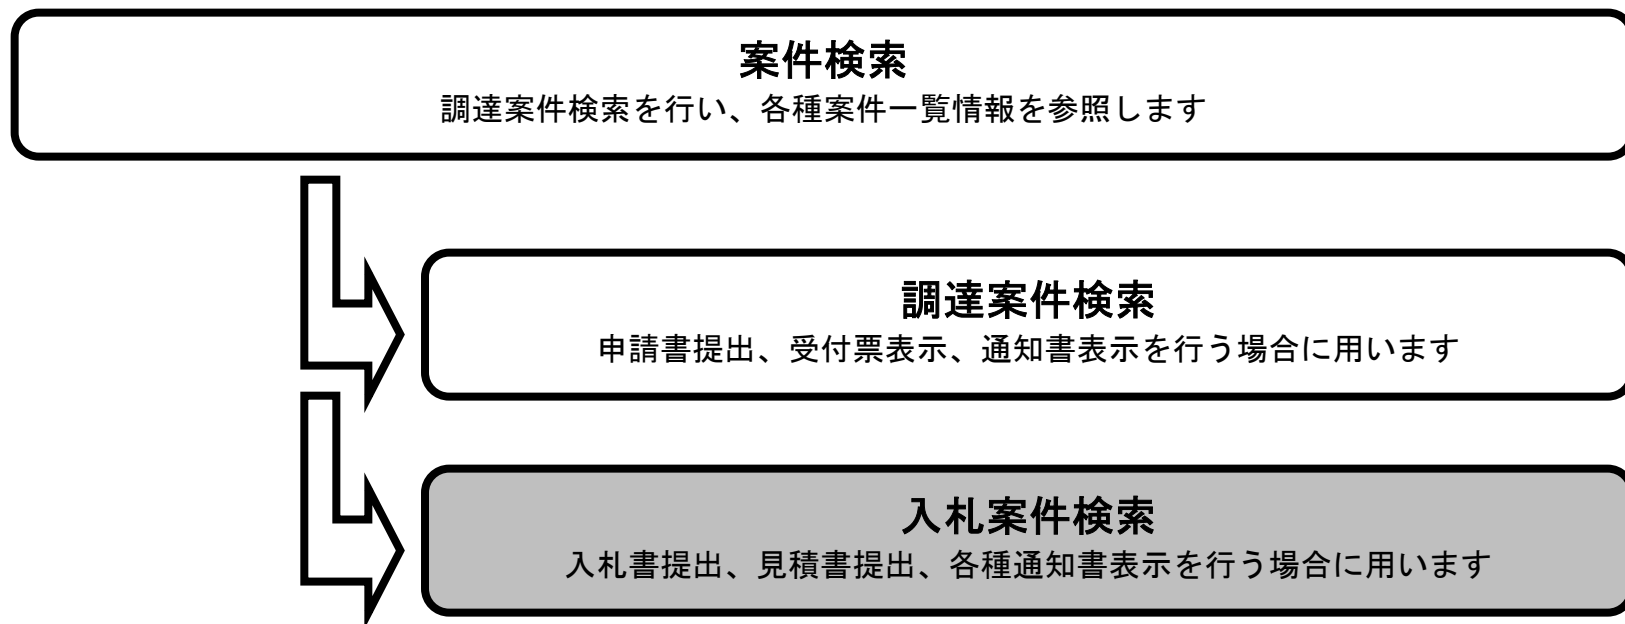 案件検索
調達案件検索を行い、各種案件一覧情報を参照します
調達案件検索
申請書提出、受付票表示、通知書表示を行う場合に用います
入札案件検索
入札書提出、見積書提出、各種通知書表示を行う場合に用います